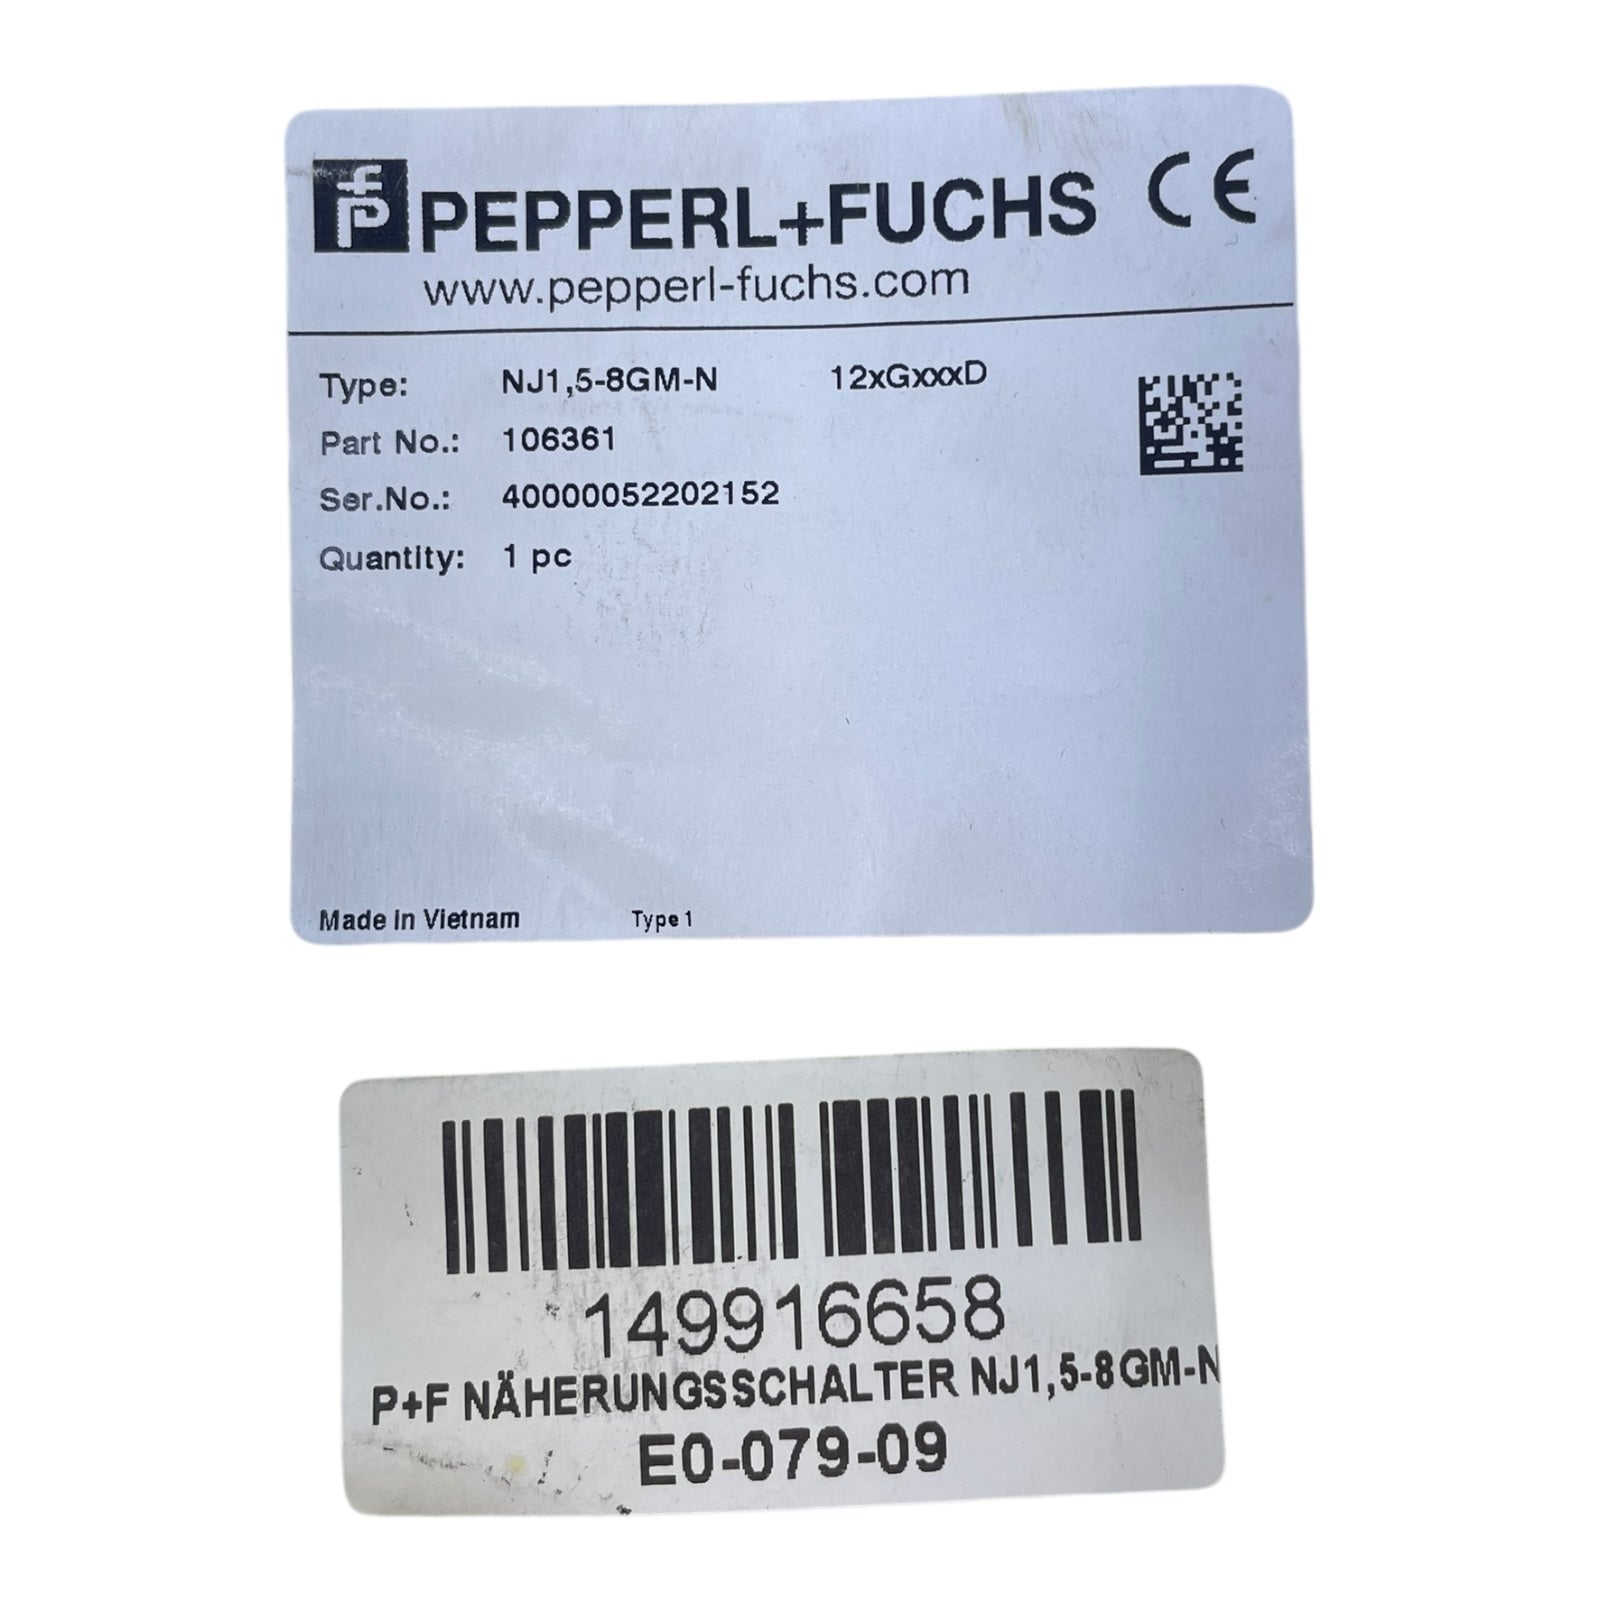 fP PEPPERL+FUCHS CE
www.pepperl-fuchs.com
Type: NJ1,5-8GM-N 12xGxxxD
Part No.: 106361
Ser.No.: 40000052202152
Quantity: 1 pc
Made in Vietnam Type 1
149916658
P+F NÄHERUNGSSCHALTER NJ1,5-8GM-N
E0-079-09